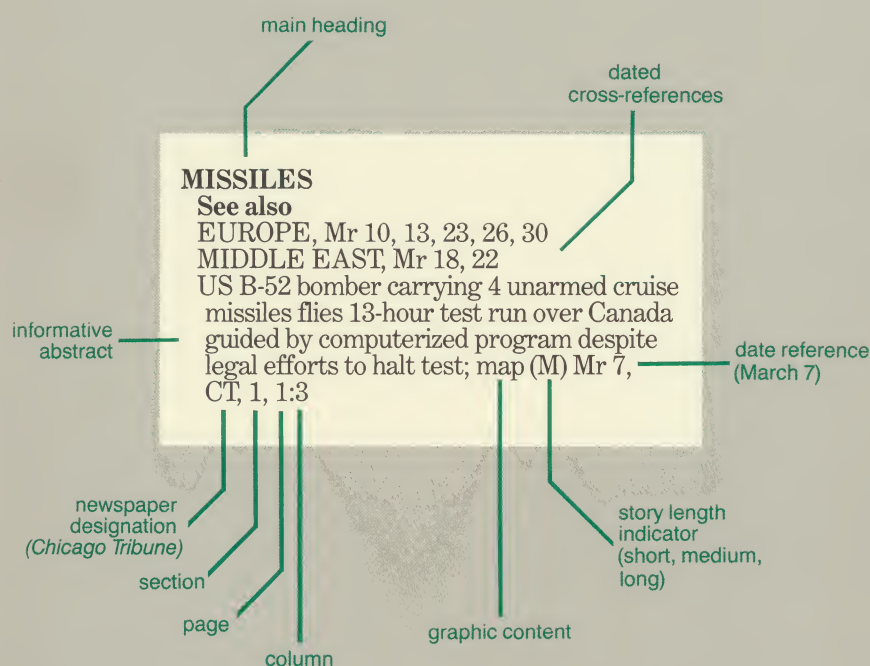 main heading
dated
cross-references
MISSILES
See also
EUROPE, Mr 10, 13, 23, 26, 30
MIDDLE EAST, Mr 18, 22
US B-52 bomber carrying 4 unarmed cruise
missiles flies 13-hour test run over Canada
guided by computerized program despite
legal efforts to halt test; map (M) Mr 7,
CT, 1, 1:3
informative
abstract
date reference
(March 7)
newspaper
designation
(Chicago Tribune)
section
page
column
graphic content
story length
indicator
(short, medium,
long)